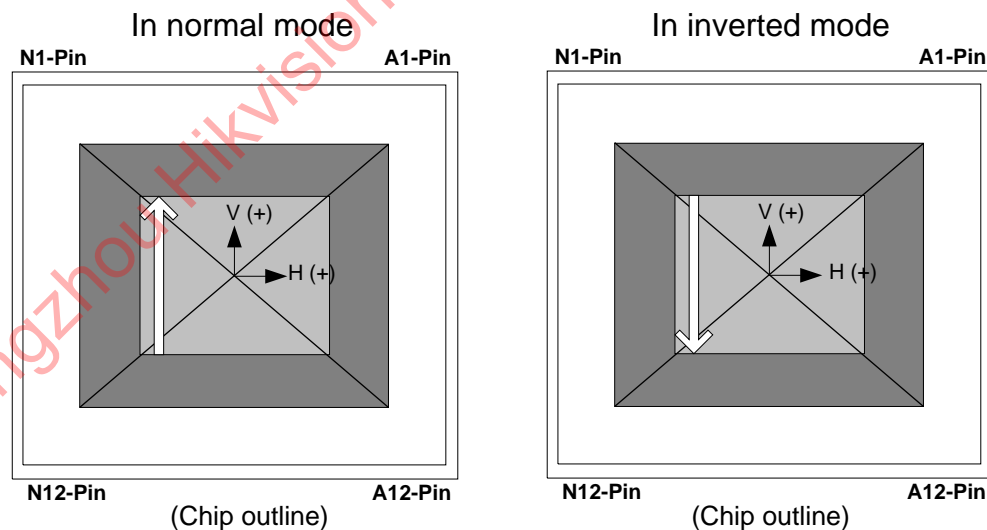 In normal mode
N1-Pin A1-Pin
V (+)
H (+)
N12-Pin A12-Pin
(Chip outline)
In inverted mode
N1-Pin A1-Pin
V (+)
H (+)
N12-Pin A12-Pin
(Chip outline)
ngzhou Hikvision